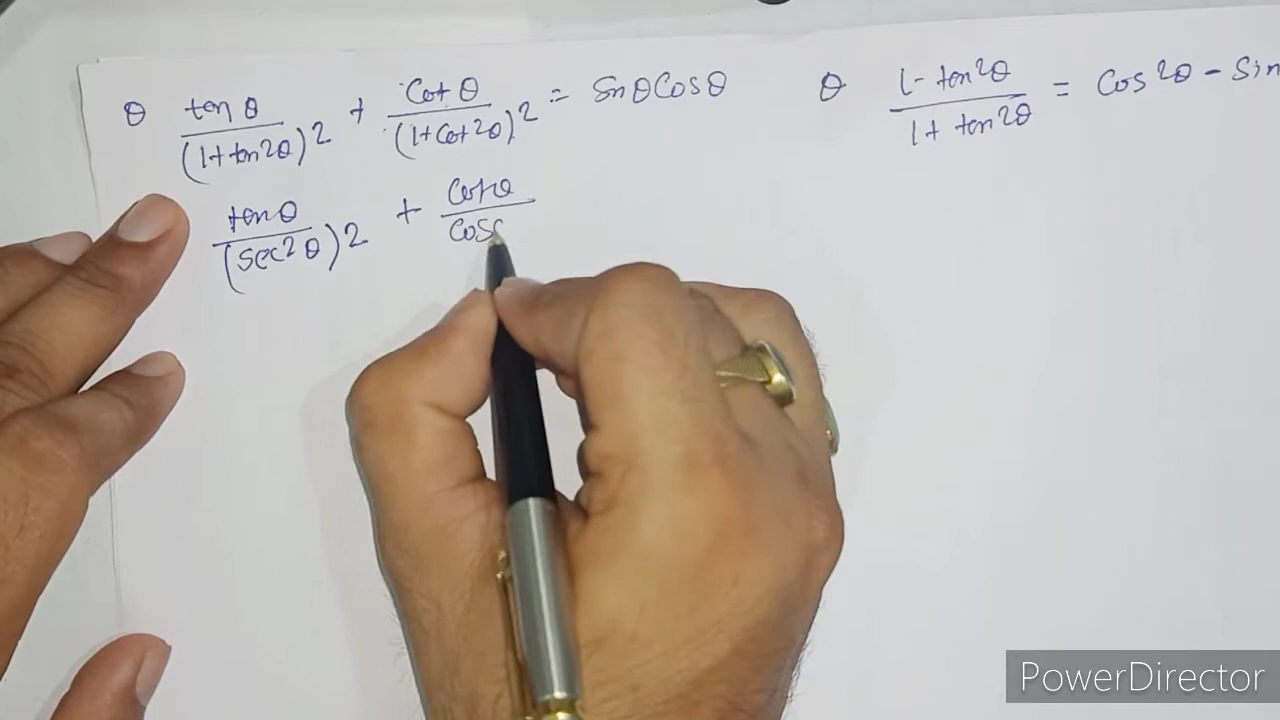 θ tanθ/(1+tan²θ)² + Cotθ/(1+Cot²θ)² = SinθCosθ
θ 1-tan²θ/1+tan²θ = Cos²θ - Sin
tanθ/(sec²θ)² + Cotθ/Cosc
PowerDirector